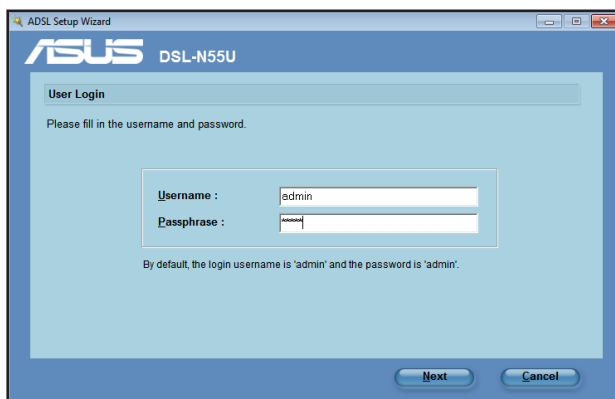 ADSL Setup Wizard
ASUS DSL-N55U
User Login
Please fill in the username and password.
Username : admin
Passphrase : *****
By default, the login username is 'admin' and the password is 'admin'.
Next Cancel